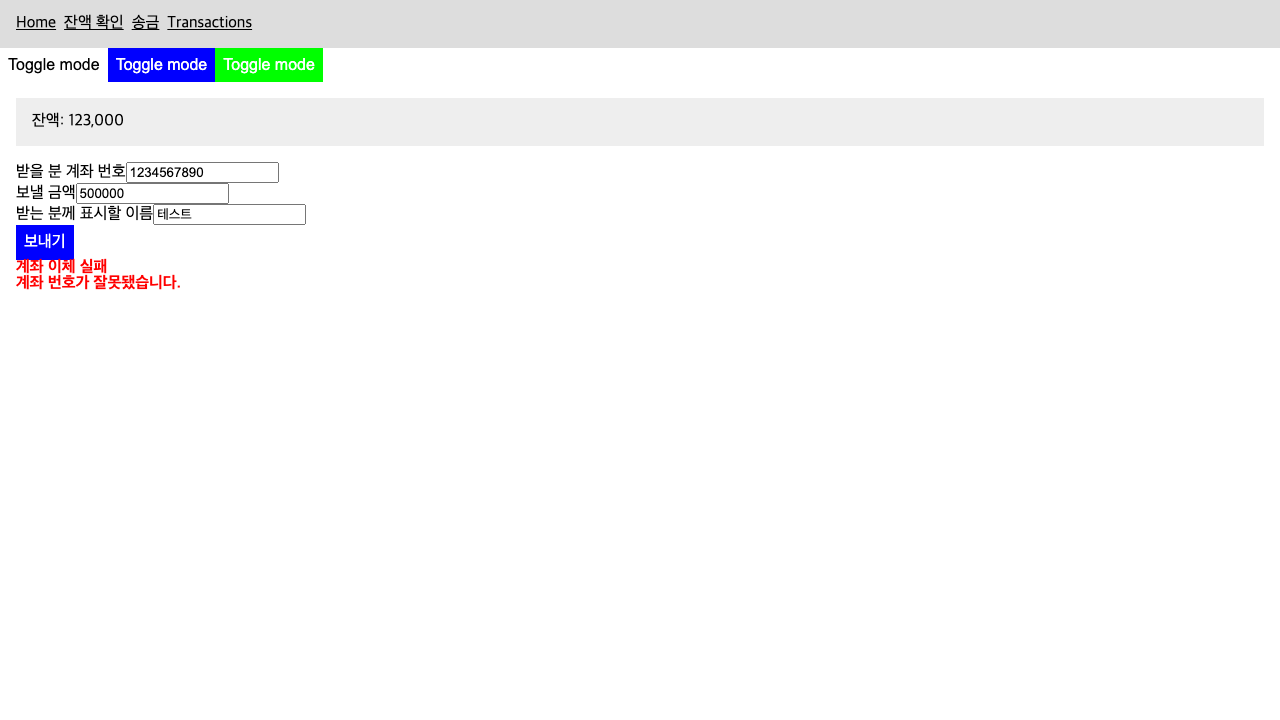 Home 잔액 확인 송금 Transactions
Toggle mode Toggle mode Toggle mode
잔액: 123,000
받을 분 계좌 번호 1234567890
보낼 금액 500000
받는 분께 표시할 이름 테스트
보내기
계좌 이체 실패
계좌 번호가 잘못됐습니다.